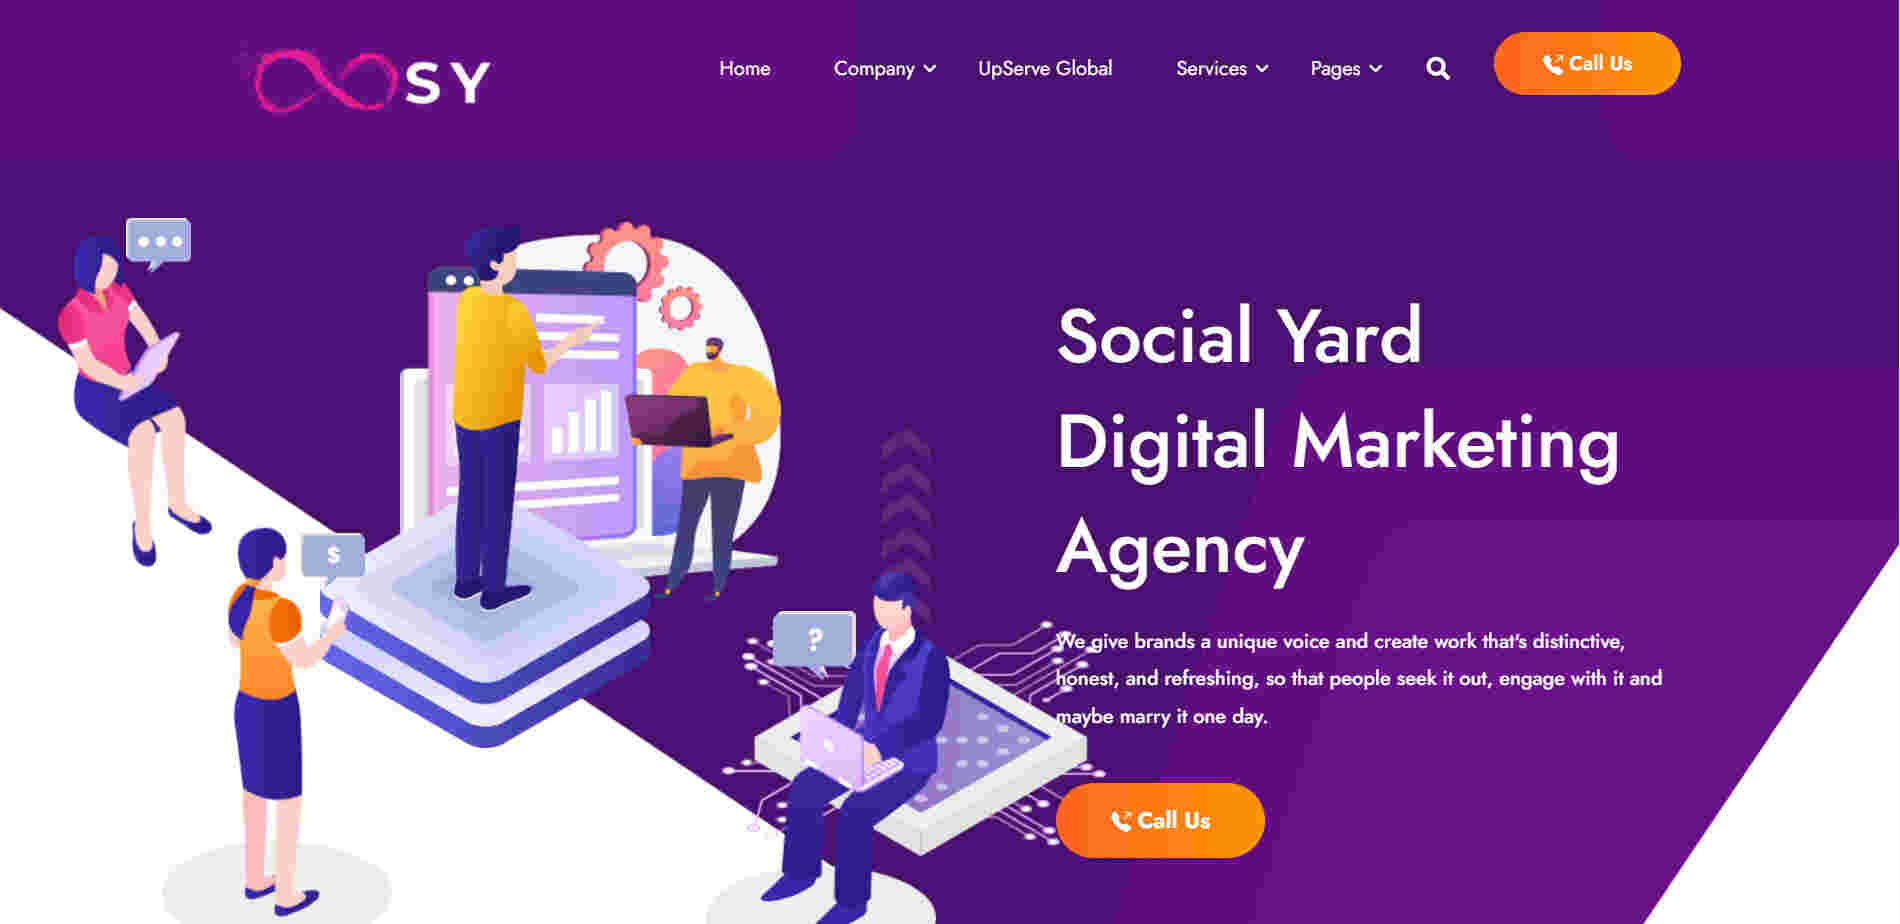 SY
Home Company UpServe Global Services Pages Call Us
...
$
?
Social Yard
Digital Marketing
Agency
We give brands a unique voice and create work that's distinctive,
honest, and refreshing, so that people seek it out, engage with it and
maybe marry it one day.
Call Us